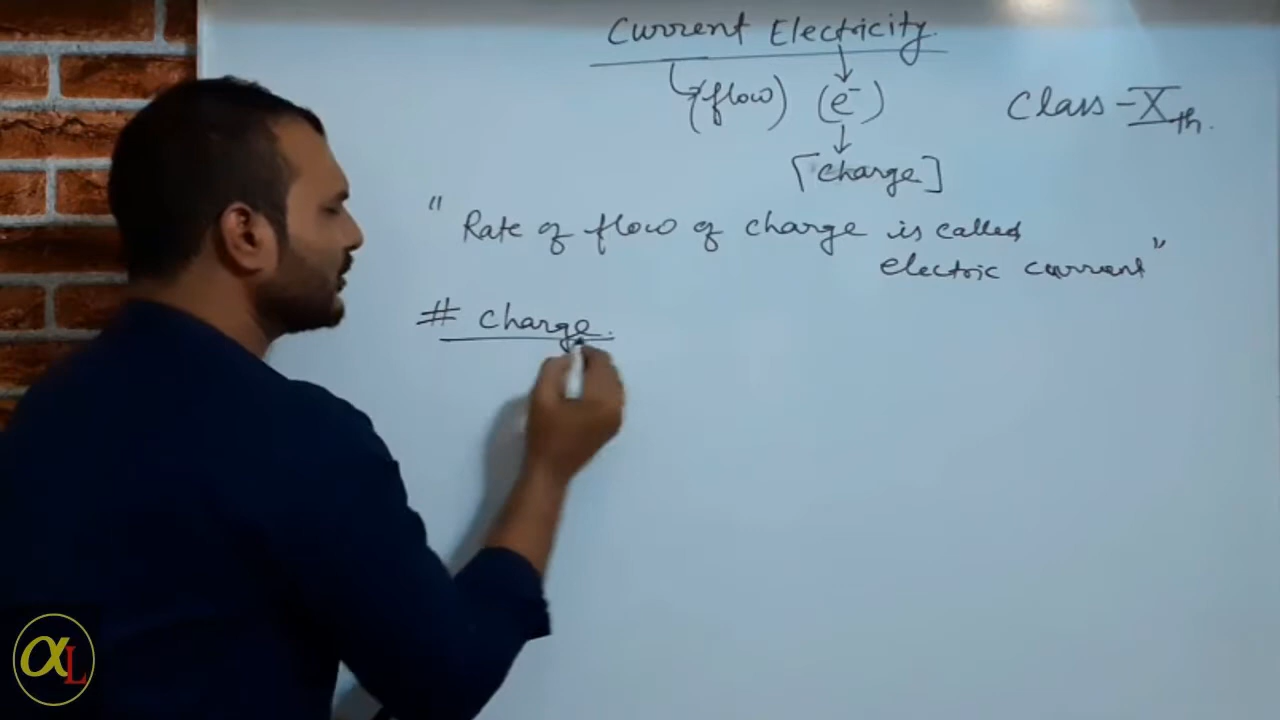 Current Electricity.
(flow) (e⁻)
Class - Xth.
[charge]
" Rate of flow of charge is called
electric current "
# charge.
αL